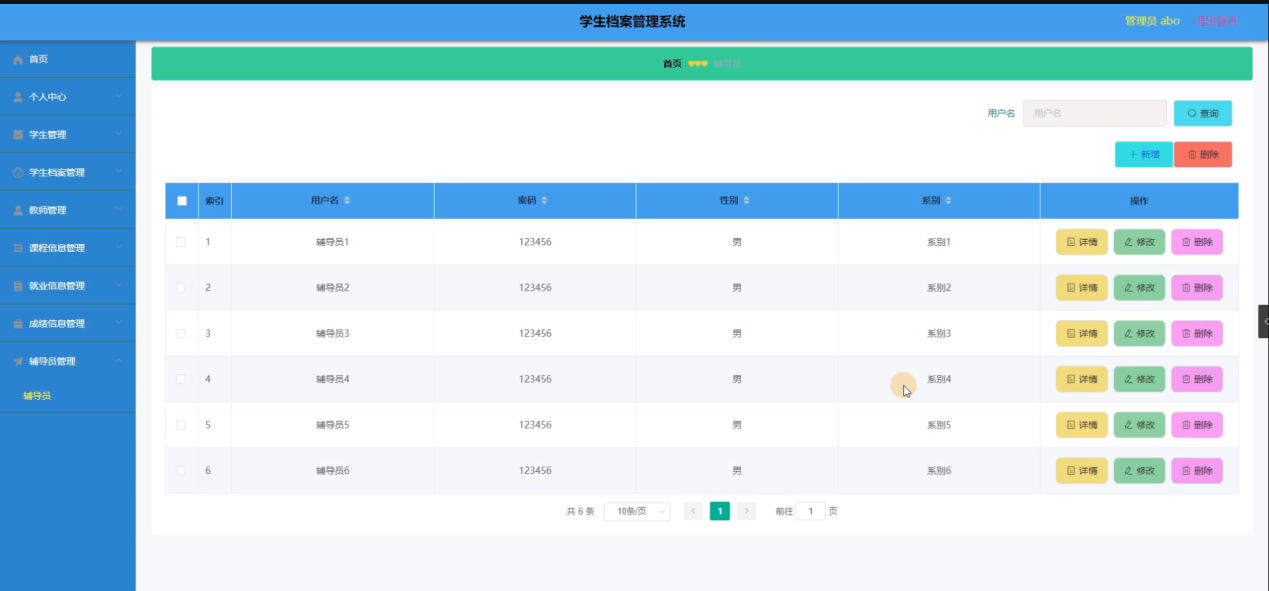 学生档案管理系统
管理员 abo 退出登录
首页
个人中心
学生管理
学生档案管理
教师管理
课程信息管理
就业信息管理
成绩信息管理
辅导员管理
辅导员
首页 辅导员
用户名 用户名 查询
新增 删除
索引 用户名 密码 性别 系别 操作
1 辅导员1 123456 男 系别1 详情 修改 删除
2 辅导员2 123456 男 系别2 详情 修改 删除
3 辅导员3 123456 男 系别3 详情 修改 删除
4 辅导员4 123456 男 系别4 详情 修改 删除
5 辅导员5 123456 男 系别5 详情 修改 删除
6 辅导员6 123456 男 系别6 详情 修改 删除
共 6 条 10条/页 1 前往 1 页